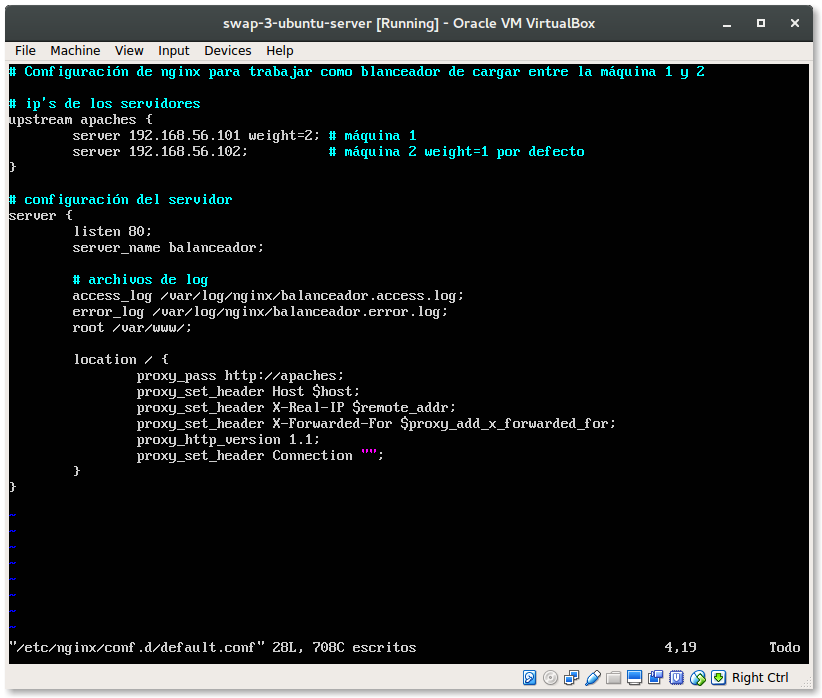 swap-3-ubuntu-server [Running] - Oracle VM VirtualBox
File Machine View Input Devices Help
# Configuración de nginx para trabajar como blanceador de cargar entre la máquina 1 y 2
# ip's de los servidores
upstream apaches {
        server 192.168.56.101 weight=2; # máquina 1
        server 192.168.56.102;          # máquina 2 weight=1 por defecto
}
# configuración del servidor
server {
        listen 80;
        server_name balanceador;
        # archivos de log
        access_log /var/log/nginx/balanceador.access.log;
        error_log /var/log/nginx/balanceador.error.log;
        root /var/www/;
        location / {
                proxy_pass http://apaches;
                proxy_set_header Host $host;
                proxy_set_header X-Real-IP $remote_addr;
                proxy_set_header X-Forwarded-For $proxy_add_x_forwarded_for;
                proxy_http_version 1.1;
                proxy_set_header Connection "";
        }
}
~
~
~
~
~
~
~
~
"/etc/nginx/conf.d/default.conf" 28L, 708C escritos 4,19 Todo
Right Ctrl